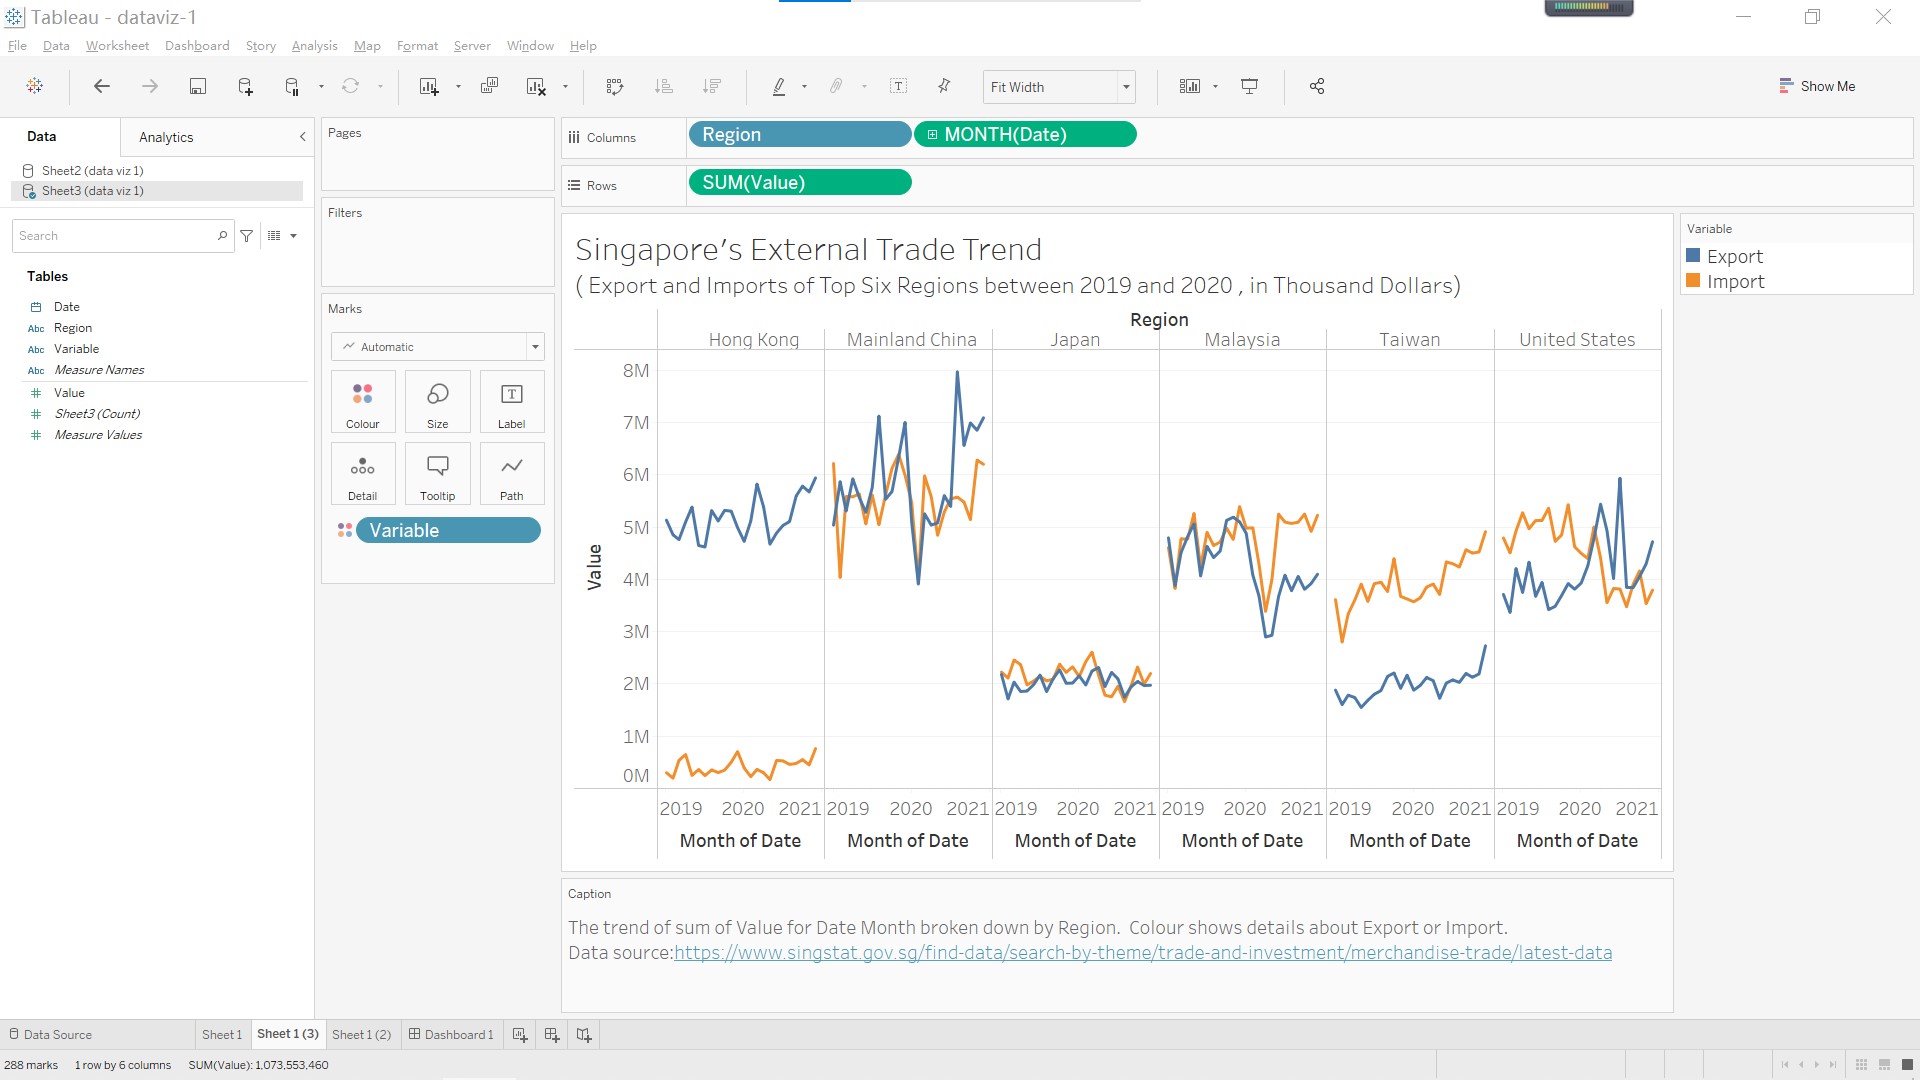 Tableau - dataviz-1
File Data Worksheet Dashboard Story Analysis Map Format Server Window Help
Fit Width
Show Me
Data
Analytics
Sheet2 (data viz 1)
Sheet3 (data viz 1)
Search
Tables
Date
Abc Region
Abc Variable
Abc Measure Names
Value
Sheet3 (Count)
Measure Values
Pages
Filters
Marks
Automatic
Colour Size Label
Detail Tooltip Path
Variable
Columns Region MONTH(Date)
Rows SUM(Value)
Singapore's External Trade Trend
( Export and Imports of Top Six Regions between 2019 and 2020 , in Thousand Dollars)
Region
Hong Kong Mainland China Japan Malaysia Taiwan United States
8M
7M
6M
5M
4M
3M
2M
1M
0M
Value
2019 2020 2021 2019 2020 2021 2019 2020 2021 2019 2020 2021 2019 2020 2021 2019 2020 2021
Month of Date Month of Date Month of Date Month of Date Month of Date Month of Date
Variable
Export
Import
Caption
The trend of sum of Value for Date Month broken down by Region. Colour shows details about Export or Import.
Data source:https://www.singstat.gov.sg/find-data/search-by-theme/trade-and-investment/merchandise-trade/latest-data
Data Source Sheet 1 Sheet 1 (3) Sheet 1 (2) Dashboard 1
288 marks 1 row by 6 columns SUM(Value): 1,073,553,460